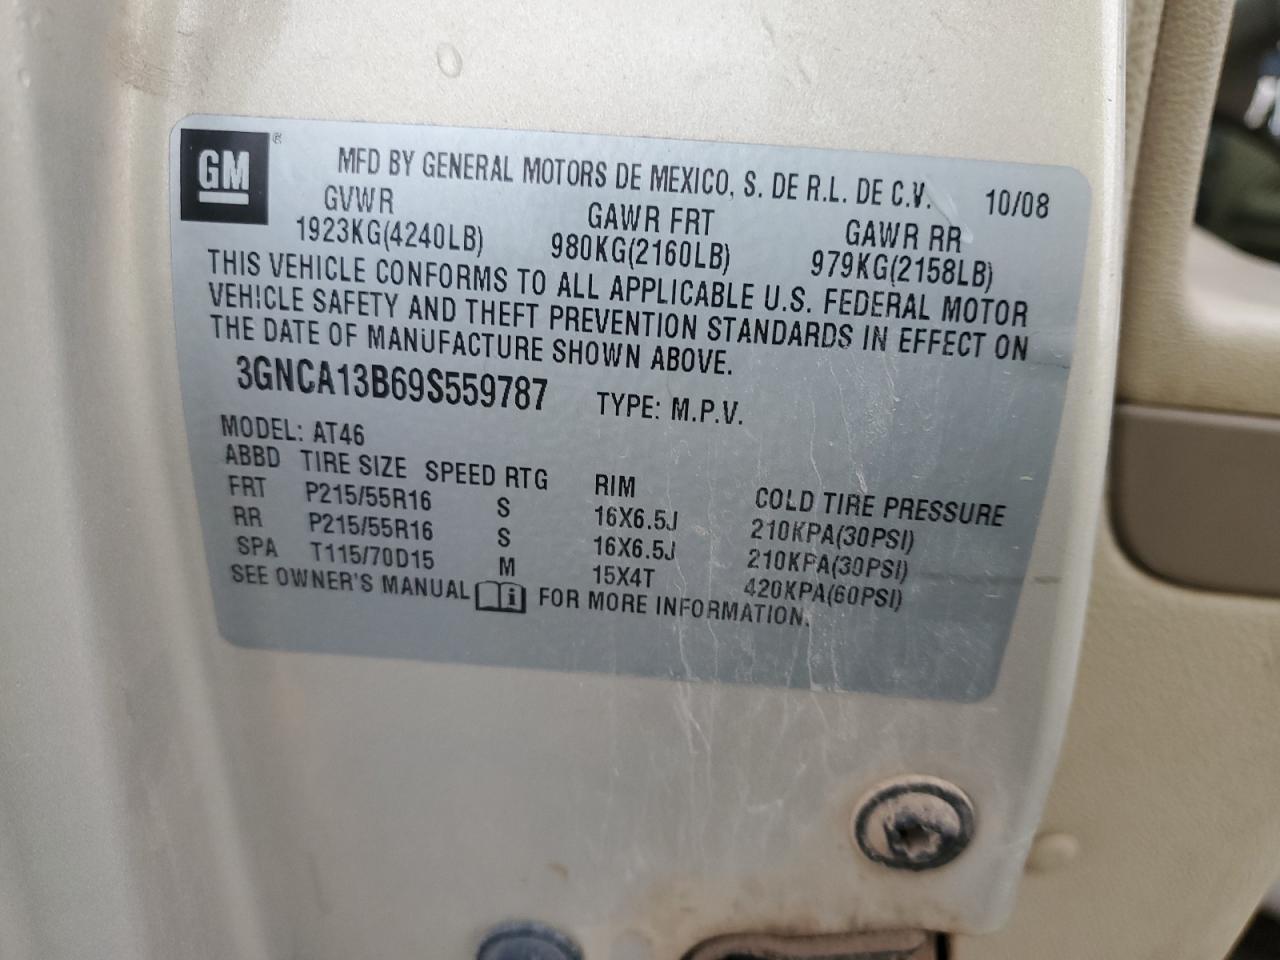 GM ®
MFD BY GENERAL MOTORS DE MEXICO, S. DE R.L. DE C.V. 10/08
GVWR GAWR FRT GAWR RR
1923KG(4240LB) 980KG(2160LB) 979KG(2158LB)
THIS VEHICLE CONFORMS TO ALL APPLICABLE U.S. FEDERAL MOTOR
VEHICLE SAFETY AND THEFT PREVENTION STANDARDS IN EFFECT ON
THE DATE OF MANUFACTURE SHOWN ABOVE.
3GNCA13B69S559787 TYPE: M.P.V.
MODEL: AT46
ABBD TIRE SIZE SPEED RTG RIM COLD TIRE PRESSURE
FRT P215/55R16 S 16X6.5J 210KPA(30PSI)
RR P215/55R16 S 16X6.5J 210KPA(30PSI)
SPA T115/70D15 M 15X4T 420KPA(60PSI)
SEE OWNER'S MANUAL i FOR MORE INFORMATION.